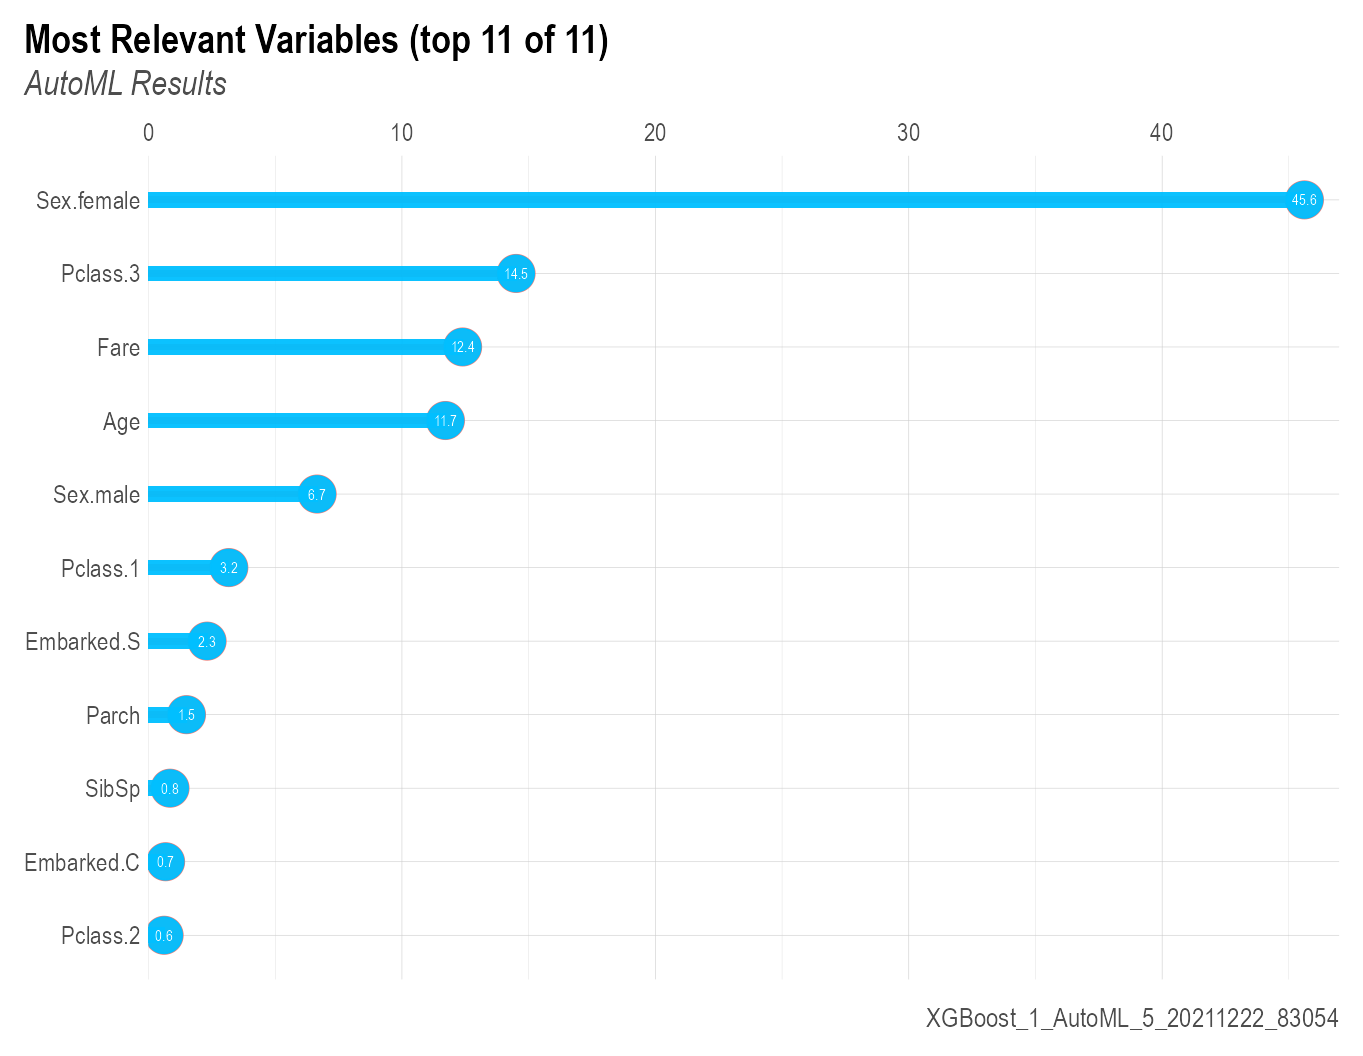 Most Relevant Variables (top 11 of 11)
AutoML Results
0 10 20 30 40
Sex.female 45.6
Pclass.3 14.5
Fare 12.4
Age 11.7
Sex.male 6.7
Pclass.1 3.2
Embarked.S 2.3
Parch 1.5
SibSp 0.8
Embarked.C 0.7
Pclass.2 0.6
XGBoost_1_AutoML_5_20211222_83054